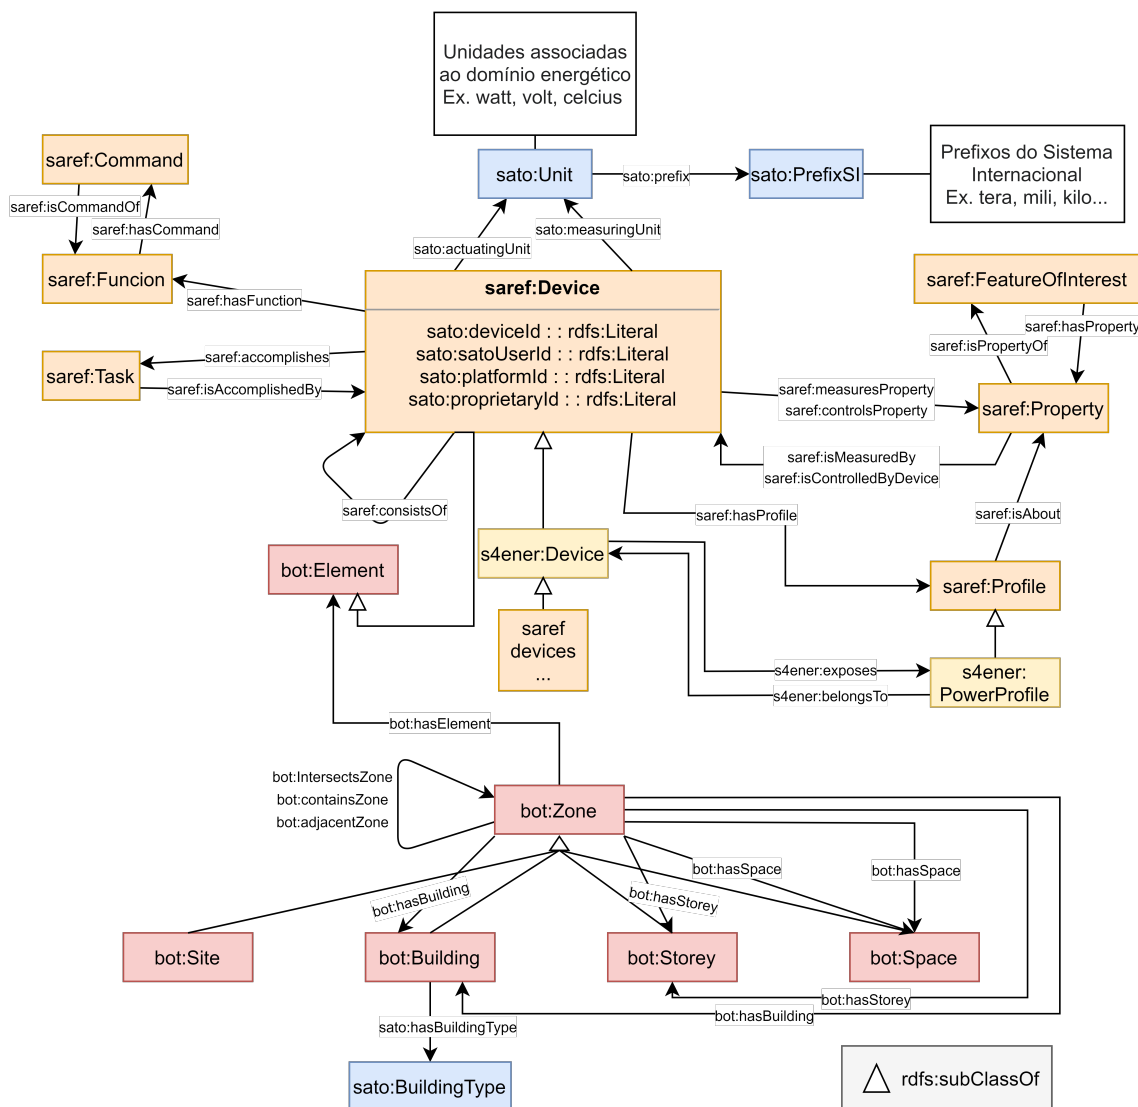 Unidades associadas
ao domínio energético
Ex. watt, volt, celcius
saref:Command
sato:Unit
sato:prefix
sato:PrefixSI
Prefixos do Sistema
Internacional
Ex. tera, mili, kilo...
saref:isCommandOf
saref:hasCommand
sato:actuatingUnit
sato:measuringUnit
saref:Funcion
saref:hasFunction
saref:Device
sato:deviceId : : rdfs:Literal
sato:satoUserId : : rdfs:Literal
sato:platformId : : rdfs:Literal
sato:proprietaryId : : rdfs:Literal
saref:FeatureOfInterest
saref:hasProperty
saref:isPropertyOf
saref:accomplishes
saref:Task
saref:isAccomplishedBy
saref:measuresProperty
saref:controlsProperty
saref:Property
saref:isMeasuredBy
saref:isControlledByDevice
saref:consistsOf
saref:hasProfile
saref:isAbout
s4ener:Device
bot:Element
saref:Profile
saref
devices
...
s4ener:exposes
s4ener:belongsTo
s4ener:
PowerProfile
bot:hasElement
bot:IntersectsZone
bot:containsZone
bot:adjacentZone
bot:Zone
bot:hasBuilding
bot:hasStorey
bot:hasSpace
bot:hasSpace
bot:Site
bot:Building
bot:Storey
bot:Space
bot:hasStorey
bot:hasBuilding
sato:hasBuildingType
sato:BuildingType
rdfs:subClassOf